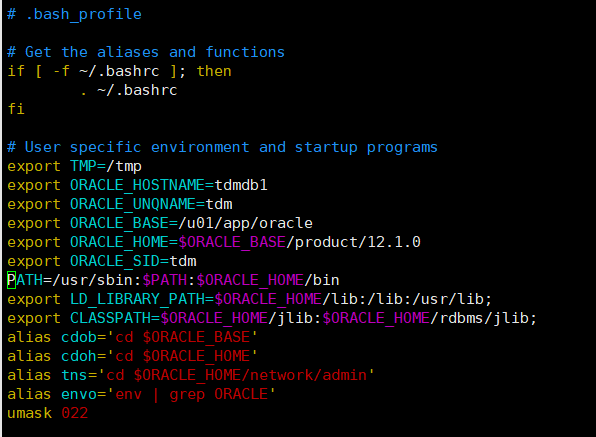 # .bash_profile
# Get the aliases and functions
if [ -f ~/.bashrc ]; then
. ~/.bashrc
fi
# User specific environment and startup programs
export TMP=/tmp
export ORACLE_HOSTNAME=tdmdb1
export ORACLE_UNQNAME=tdm
export ORACLE_BASE=/u01/app/oracle
export ORACLE_HOME=$ORACLE_BASE/product/12.1.0
export ORACLE_SID=tdm
PATH=/usr/sbin:$PATH:$ORACLE_HOME/bin
export LD_LIBRARY_PATH=$ORACLE_HOME/lib:/lib:/usr/lib;
export CLASSPATH=$ORACLE_HOME/jlib:$ORACLE_HOME/rdbms/jlib;
alias cdob='cd $ORACLE_BASE'
alias cdoh='cd $ORACLE_HOME'
alias tns='cd $ORACLE_HOME/network/admin'
alias envo='env | grep ORACLE'
umask 022